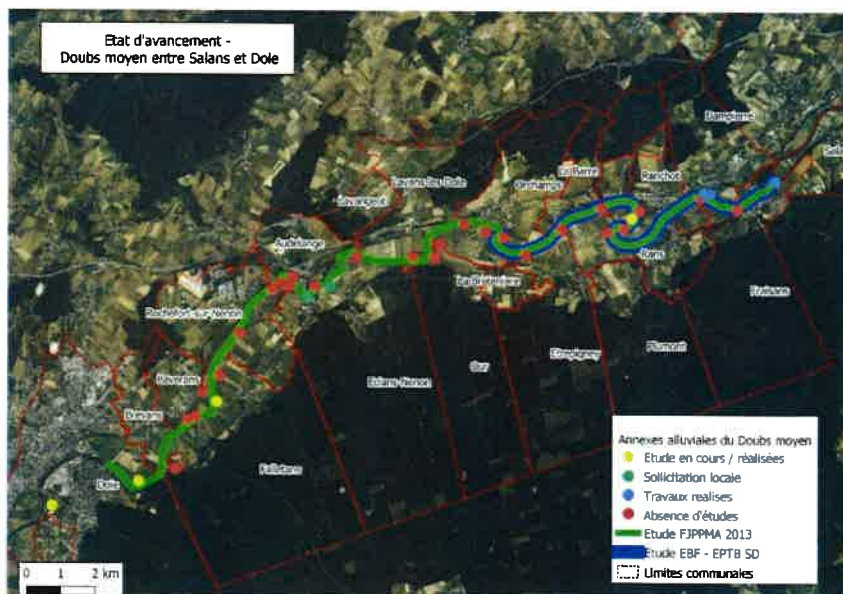 Etat d'avancement -
Doubs moyen entre Salans et Dole
Dampierre
Ranchot
La Barre
Orchamps
Lavans-lès-Dole
Lavangeot
Audelange
Rans
Fraisans
La Bretenière
Rochefort-sur-Nenon
Plumont
Etrepigney
Our
Eclans-Nenon
Baverans
Brevans
Falletans
Dole
Annexes alluviales du Doubs moyen
Etude en cours / réalisées
Sollicitation locale
Travaux realises
Absence d'études
Etude FJPPMA 2013
Etude EBF - EPTB SD
Limites communales
0 1 2 km